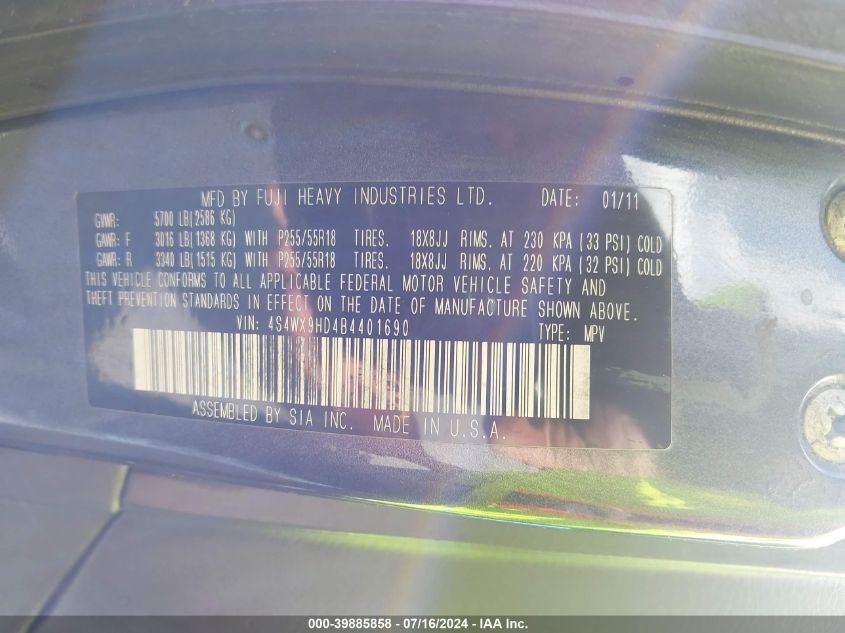 MFD BY FUJI HEAVY INDUSTRIES LTD. DATE: 01/11
GVWR: 5700 LB(2586 KG)
GAWR: F 3016 LB(1368 KG) WITH P255/55R18 TIRES. 18X8JJ RIMS. AT 230 KPA (33 PSI) COLD
GAWR: R 3340 LB(1515 KG) WITH P255/55R18 TIRES. 18X8JJ RIMS. AT 220 KPA (32 PSI) COLD
THIS VEHICLE CONFORMS TO ALL APPLICABLE FEDERAL MOTOR VEHICLE SAFETY AND
THEFT PREVENTION STANDARDS IN EFFECT ON THE DATE OF MANUFACTURE SHOWN ABOVE.
VIN: 4S4WX9HD4B4401690 TYPE: MPV
ASSEMBLED BY SIA INC. MADE IN U.S.A.
000-39885858 - 07/16/2024 - IAA Inc.